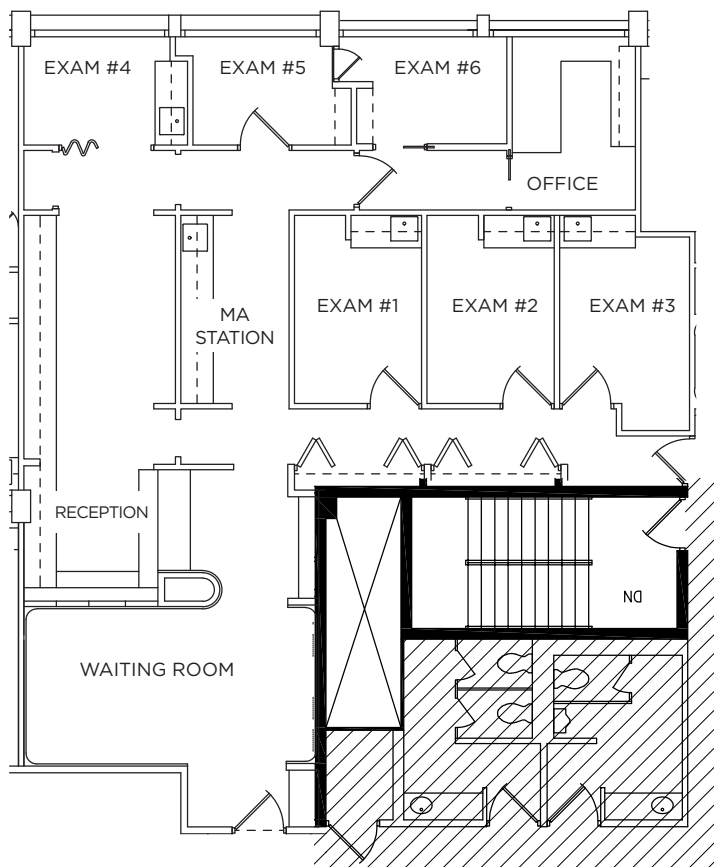 EXAM #4
EXAM #5
EXAM #6
OFFICE
EXAM #1
EXAM #2
EXAM #3
MA
STATION
RECEPTION
DN
WAITING ROOM